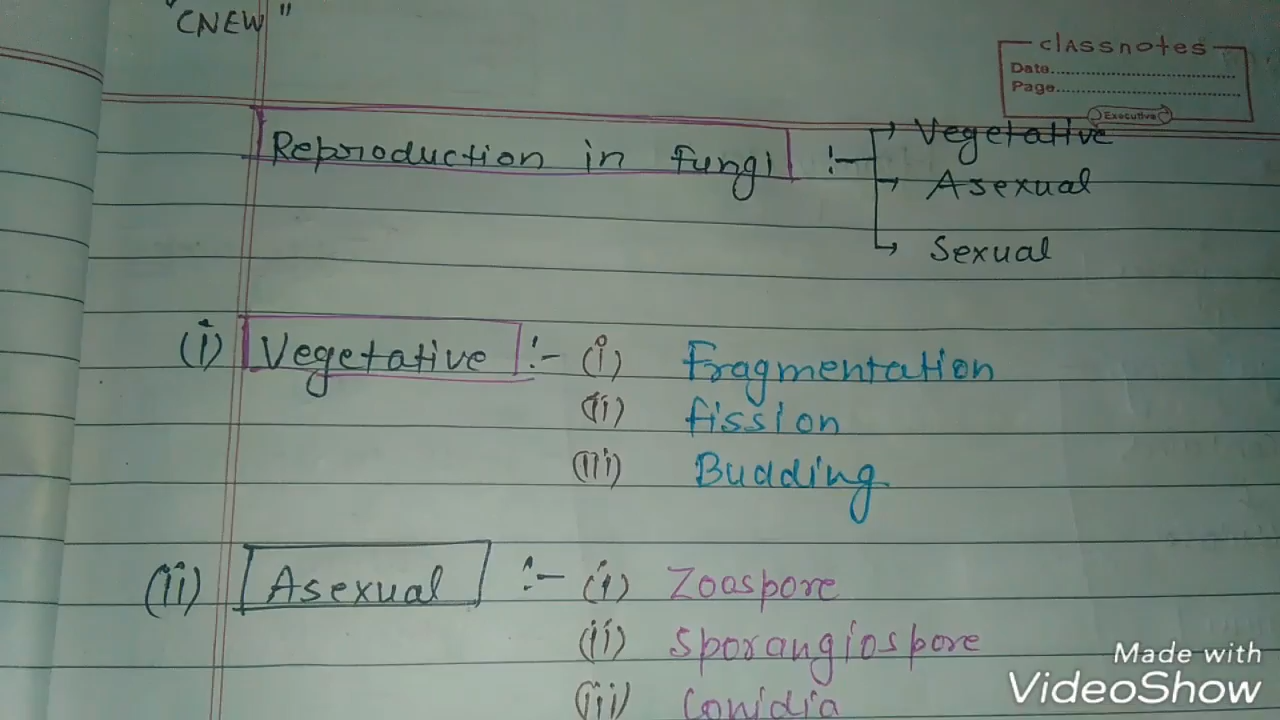 "CNEW"
classnotes
Date
Page
Executive
Reproduction in fungi :- → Vegetative
→ Asexual
→ Sexual
(i) Vegetative :- (i) Fragmentation
(ii) fission
(iii) Budding
(ii) Asexual :- (i) Zoospore
(ii) Sporangiospore
(iii) Conidia
Made with
VideoShow